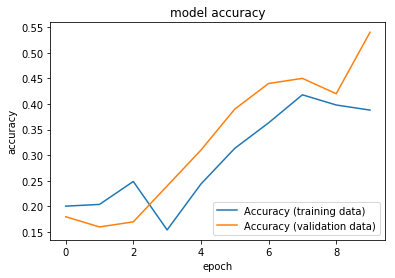 model accuracy
accuracy
0.55
0.50
0.45
0.40
0.35
0.30
0.25
0.20
0.15
Accuracy (training data)
Accuracy (validation data)
0 2 4 6 8
epoch